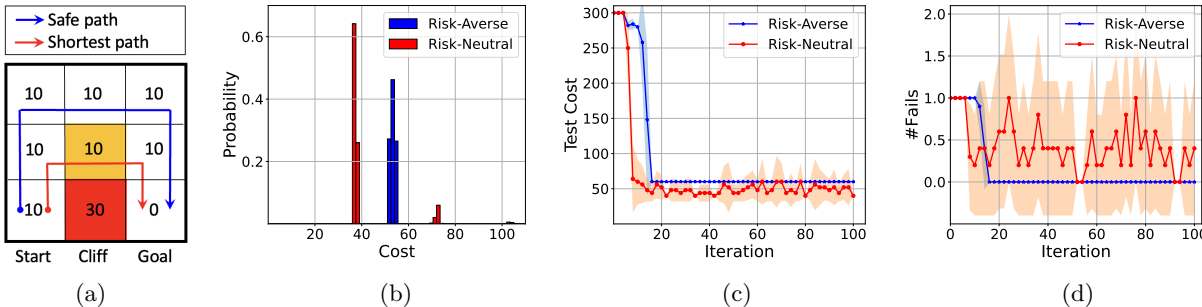 Safe path
Shortest path
10 10 10
10 10 10
10 30 0
Start Cliff Goal
(a)
Probability
0.6
0.4
0.2
Risk-Averse
Risk-Neutral
20 40 60 80 100
Cost
(b)
Test Cost
300
250
200
150
100
50
Risk-Averse
Risk-Neutral
20 40 60 80 100
Iteration
(c)
#Fails
2.0
1.5
1.0
0.5
0.0
Risk-Averse
Risk-Neutral
0 20 40 60 80 100
Iteration
(d)